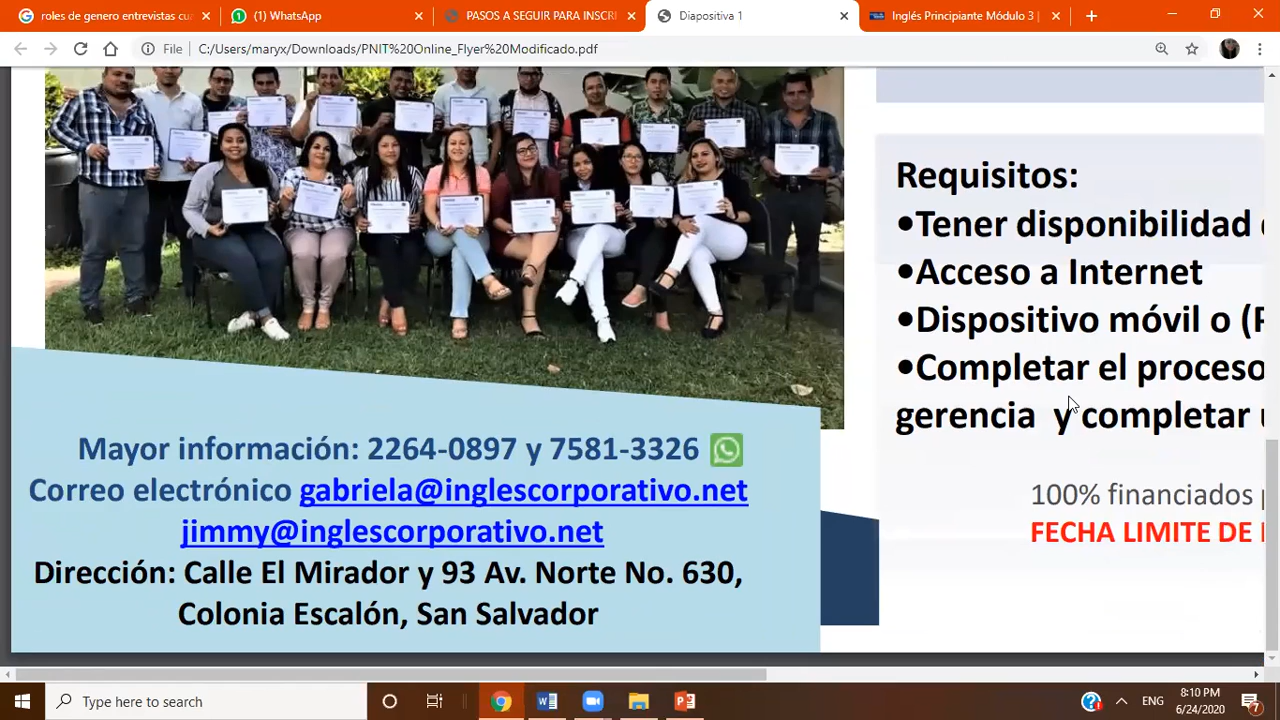 roles de genero entrevistas cu
(1) WhatsApp
PASOS A SEGUIR PARA INSCRI
Diapositiva 1
Inglés Principiante Módulo 3 |
File
C:/Users/maryx/Downloads/PNIT%20Online_Flyer%20Modificado.pdf
Requisitos:
•Tener disponibilidad
•Acceso a Internet
•Dispositivo móvil o (
•Completar el proceso
gerencia y completar
100% financiados
FECHA LIMITE DE
Mayor información: 2264-0897 y 7581-3326
Correo electrónico gabriela@inglescorporativo.net
jimmy@inglescorporativo.net
Dirección: Calle El Mirador y 93 Av. Norte No. 630,
Colonia Escalón, San Salvador
Type here to search
ENG
8:10 PM
6/24/2020
7